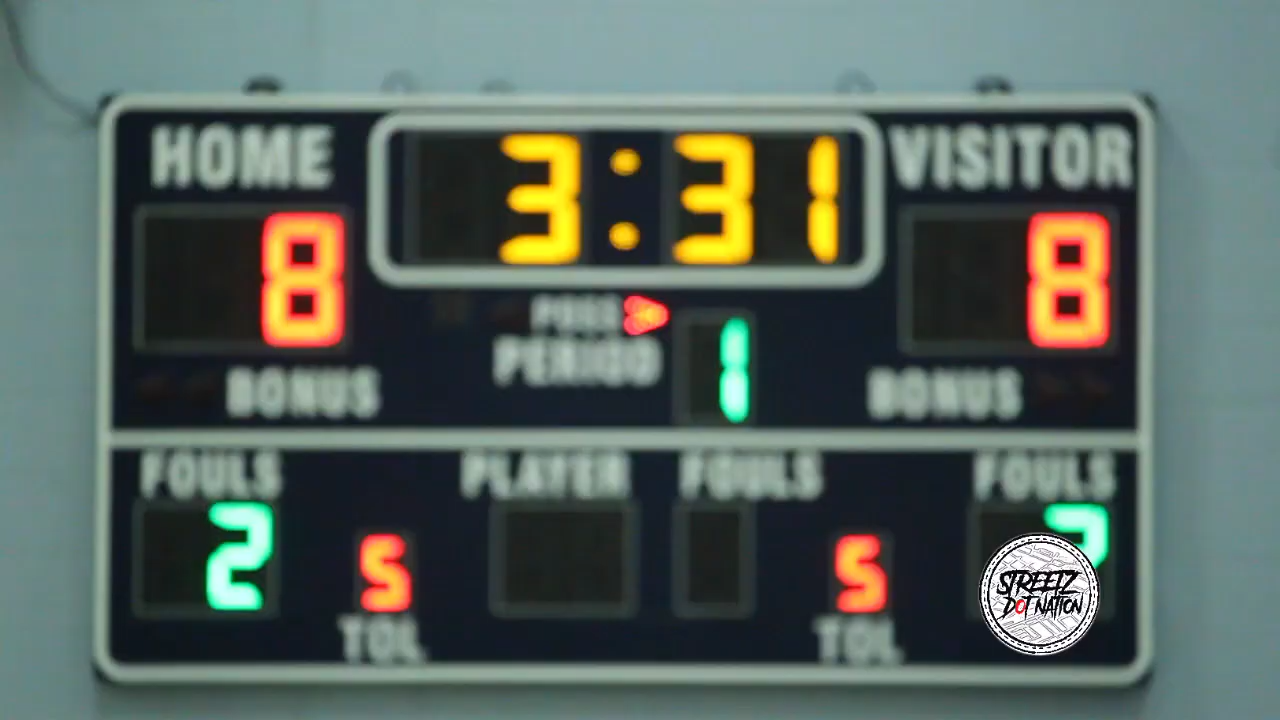 HOME 3:31 VISITOR
8 8
POSS
PERIOD 1
BONUS BONUS
FOULS PLAYER FOULS FOULS
2 5 5
TOL TOL
STREETZ
DOT NATION